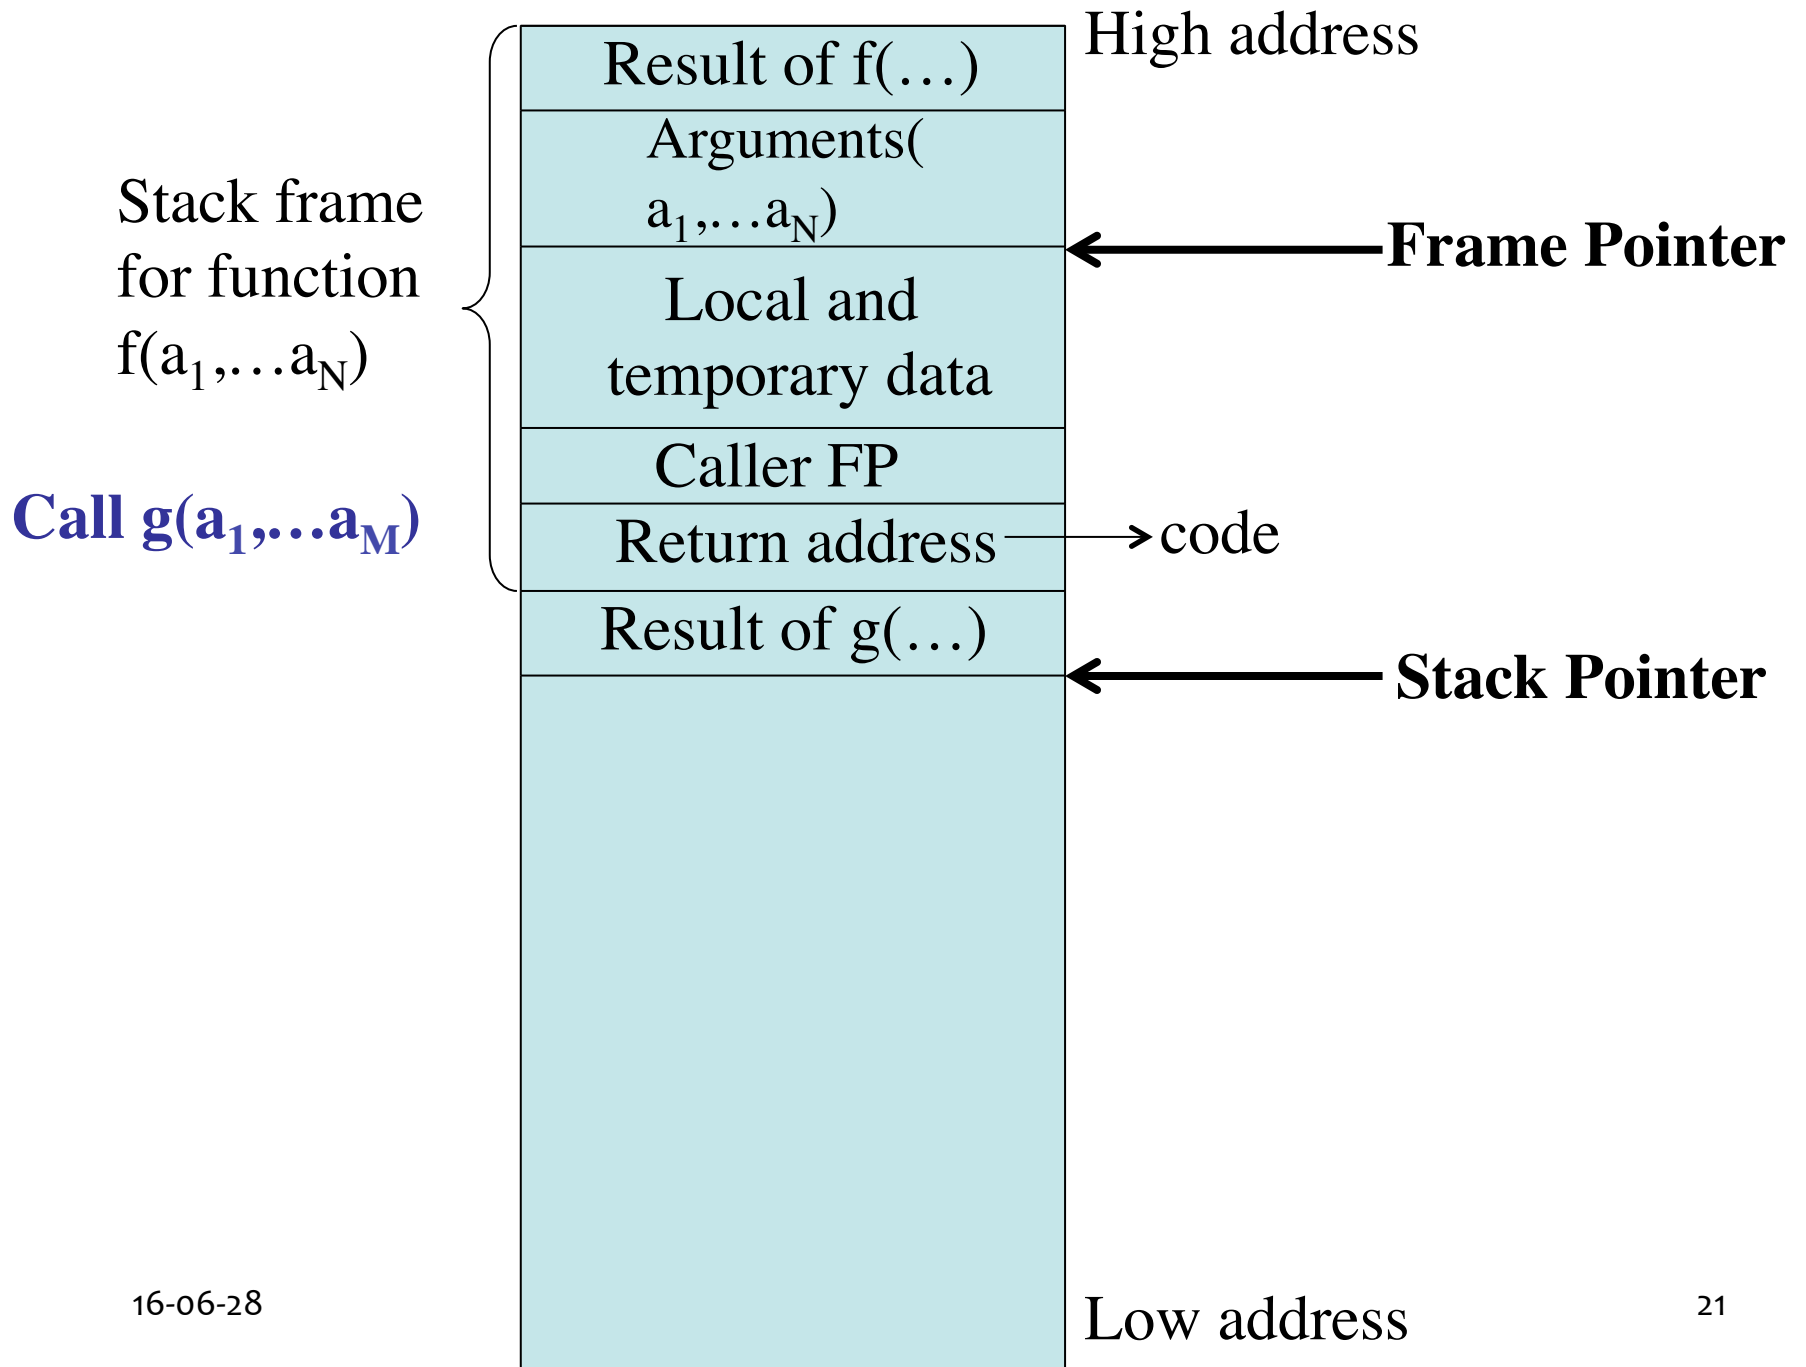 High address
Result of f(…)
Arguments(
a1,…aN)
Stack frame
for function
f(a1,…aN)
Frame Pointer
Local and
temporary data
Caller FP
Call g(a1,…aM)
Return address
code
Result of g(…)
Stack Pointer
16-06-28
Low address
21